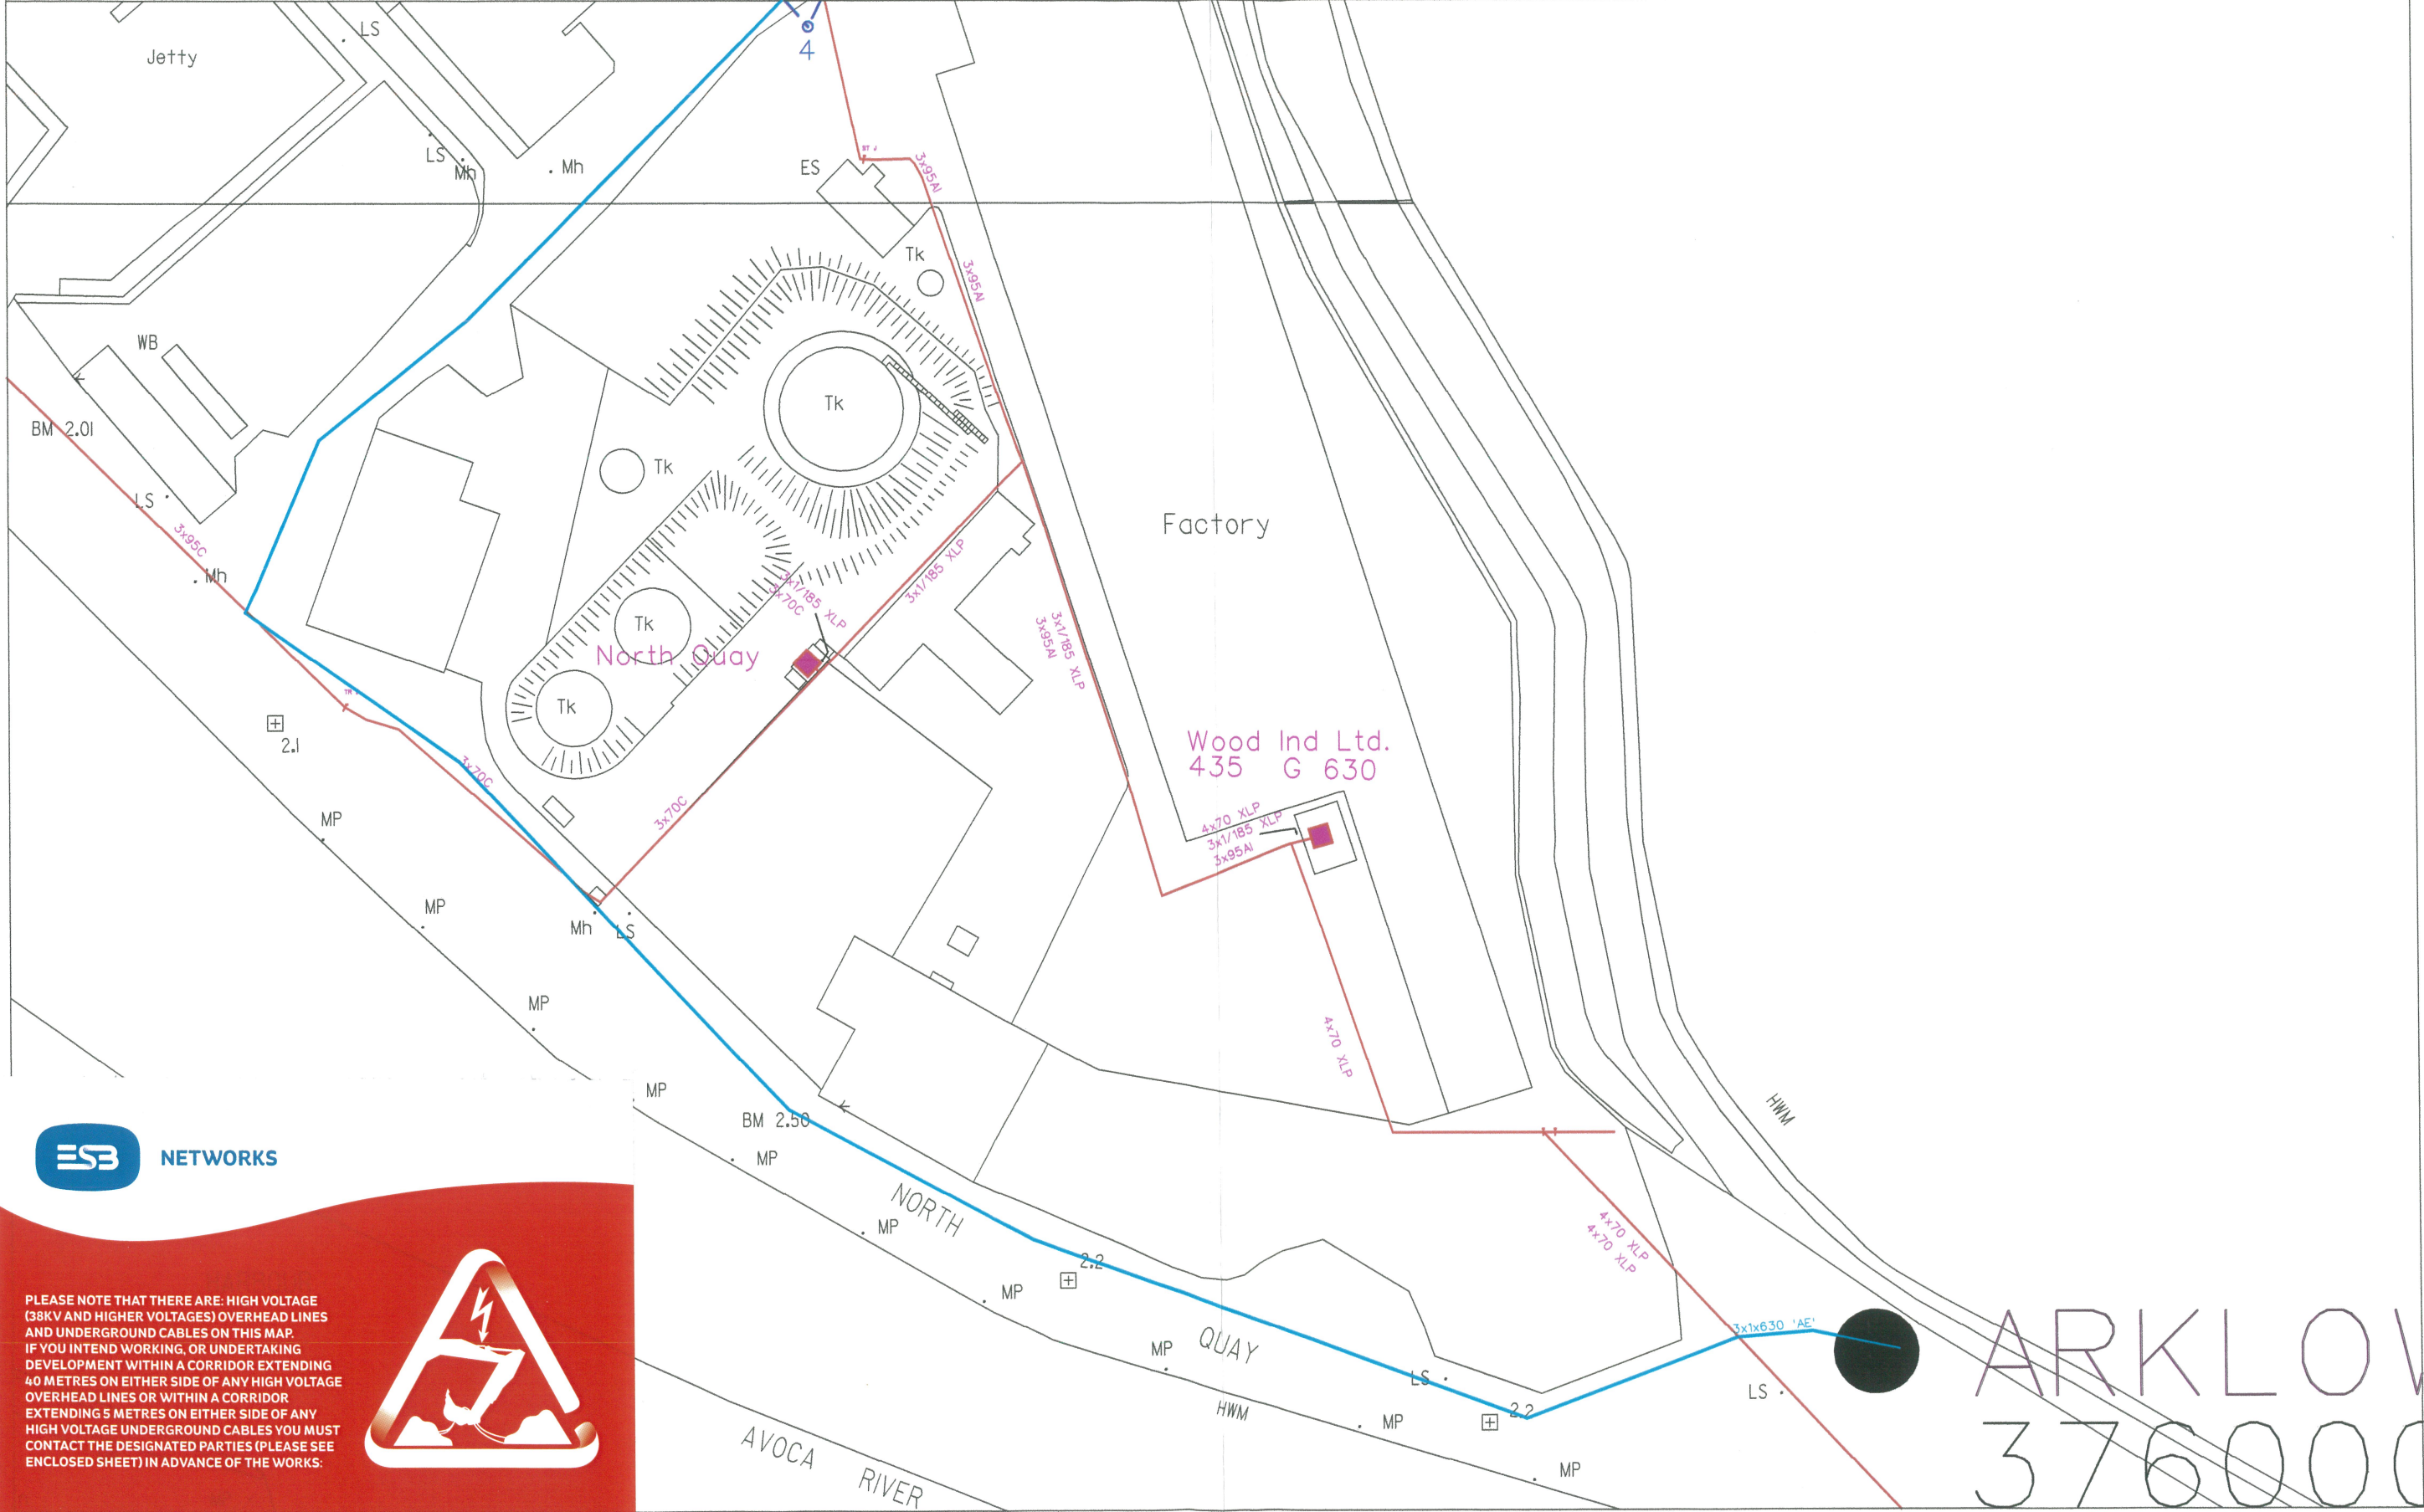 LS
4
Jetty
BT J
LS
Mh
Mh
ES
3x95Al
Tk
3x95Al
WB
BM 2.01
Tk
Tk
LS
3x95C
Factory
Mh
3x1/185 XLP
3x1/185 XLP
3x70C
Tk
North Quay
3x1/185 XLP
3x95Al
Tk
2.1
Wood Ind Ltd.
435 G 630
3x70C
3x70C
MP
4x70 XLP
3x1/185 XLP
3x95Al
MP
Mh
LS
MP
4x70 XLP
MP
BM 2.50
HWM
MP
NORTH
MP
4x70 XLP
4x70 XLP
2.2
MP
QUAY
MP
3x1x630 'AE'
ARKLOW
LS
LS
2.2
HWM
MP
37600
AVOCA
RIVER
MP
ESB NETWORKS
PLEASE NOTE THAT THERE ARE: HIGH VOLTAGE
(38KV AND HIGHER VOLTAGES) OVERHEAD LINES
AND UNDERGROUND CABLES ON THIS MAP.
IF YOU INTEND WORKING, OR UNDERTAKING
DEVELOPMENT WITHIN A CORRIDOR EXTENDING
40 METRES ON EITHER SIDE OF ANY HIGH VOLTAGE
OVERHEAD LINES OR WITHIN A CORRIDOR
EXTENDING 5 METRES ON EITHER SIDE OF ANY
HIGH VOLTAGE UNDERGROUND CABLES YOU MUST
CONTACT THE DESIGNATED PARTIES (PLEASE SEE
ENCLOSED SHEET) IN ADVANCE OF THE WORKS: